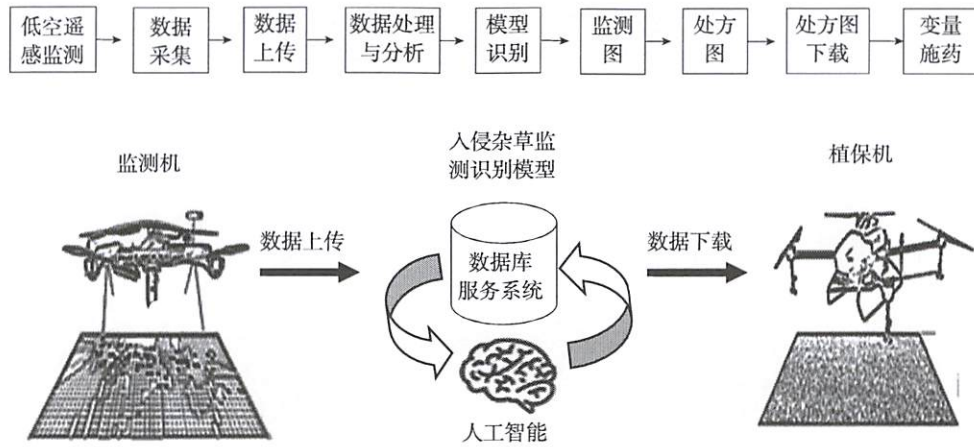 低空遥
感监测
数据
采集
数据
上传
数据处理
与分析
模型
识别
监测
图
处方
图
处方图
下载
变量
施药
监测机
入侵杂草监
测识别模型
植保机
数据上传
数据库
服务系统
数据下载
人工智能